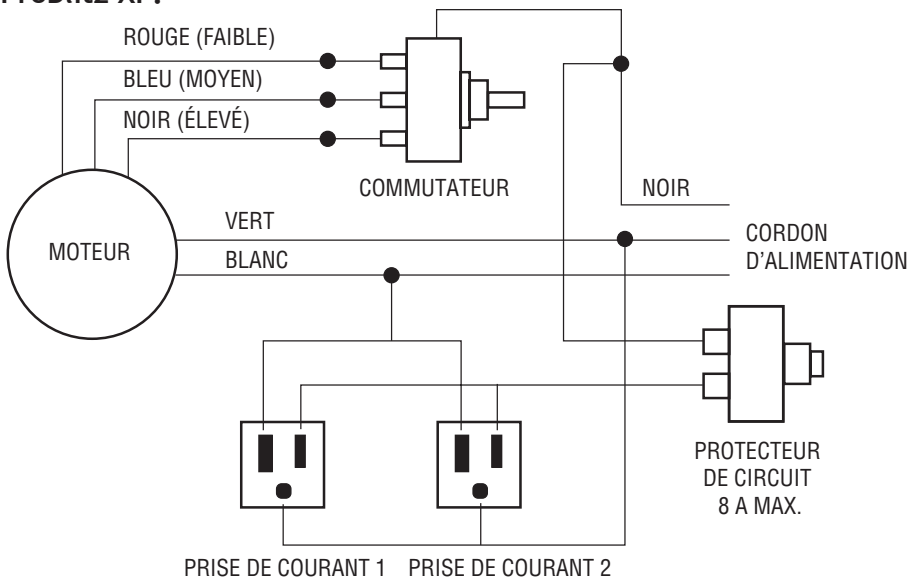 ROUGE (FAIBLE)
BLEU (MOYEN)
NOIR (ÉLEVÉ)
COMMUTATEUR
NOIR
VERT
MOTEUR
BLANC
CORDON
D'ALIMENTATION
PROTECTEUR
DE CIRCUIT
8 A MAX.
PRISE DE COURANT 1
PRISE DE COURANT 2